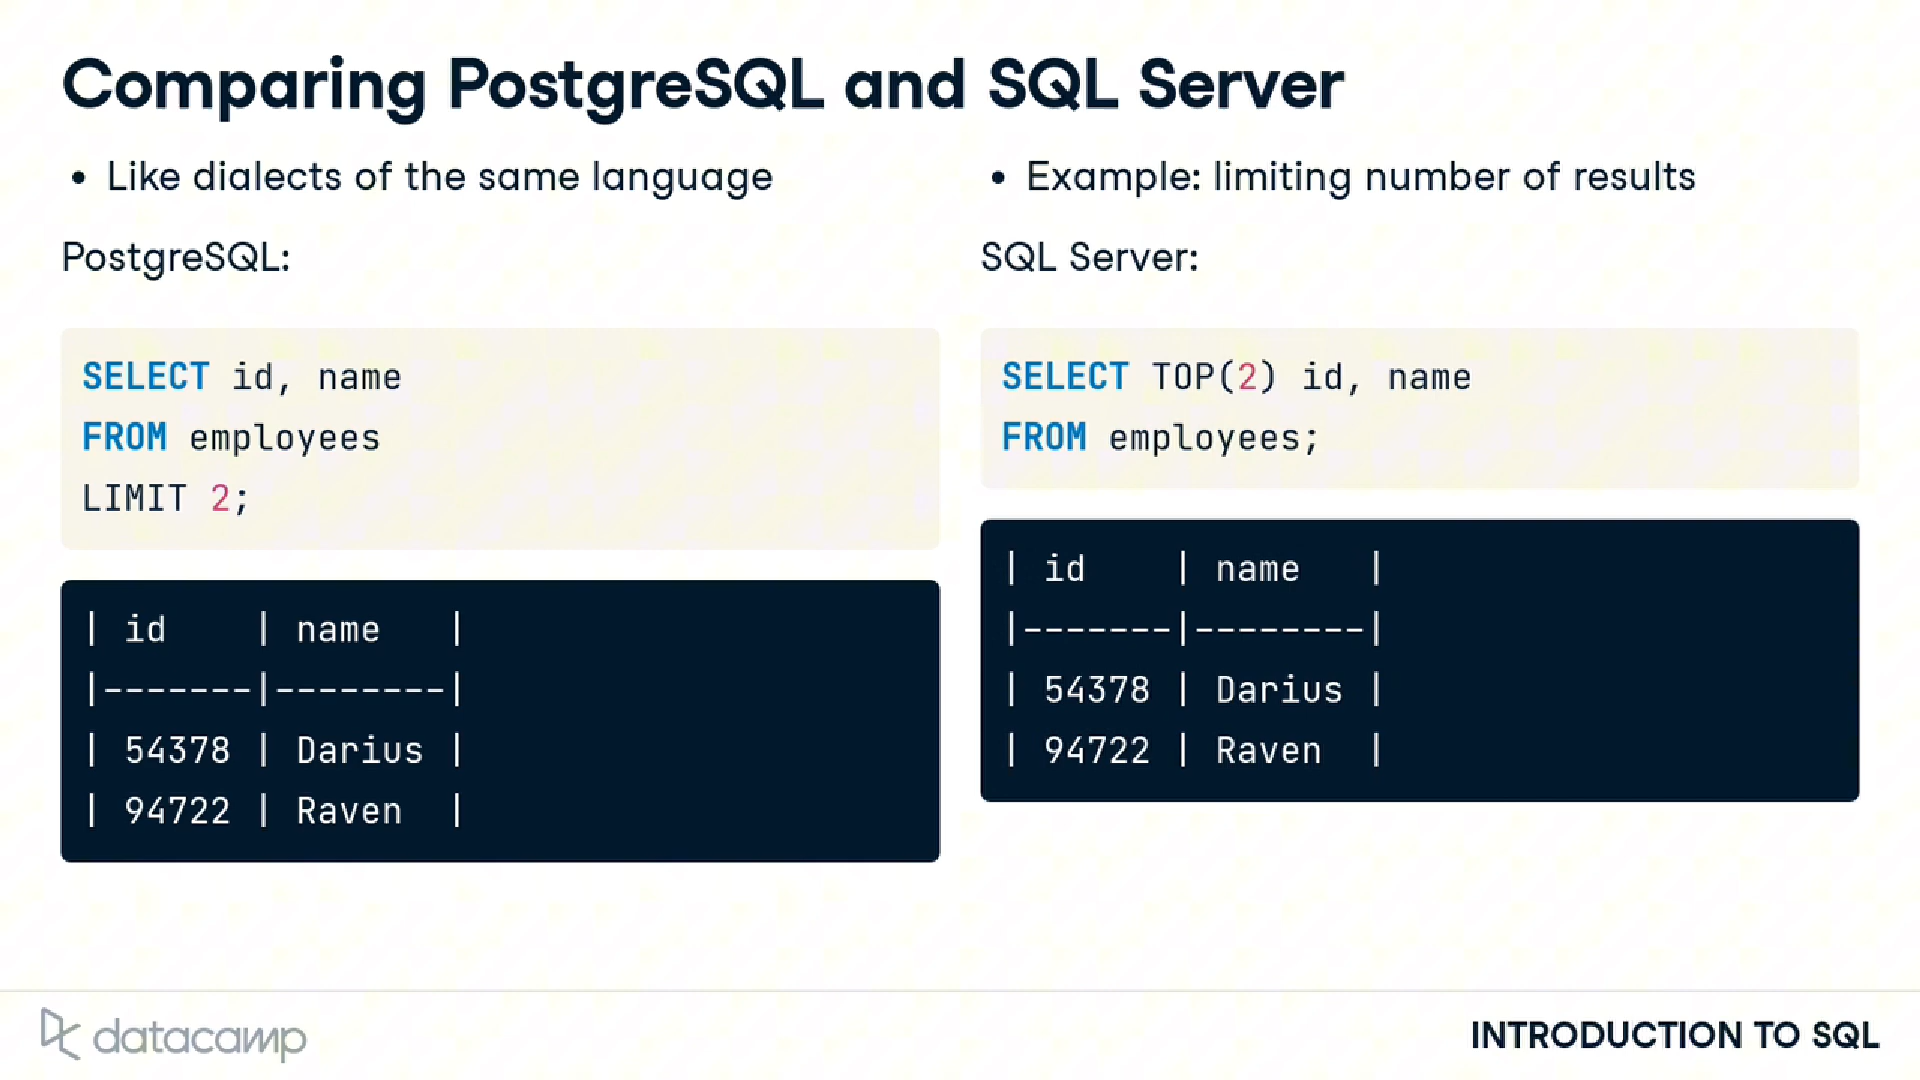 Comparing PostgreSQL and SQL Server
• Like dialects of the same language
PostgreSQL:
SELECT id, name
FROM employees
LIMIT 2;
| id    | name   |
|-------|--------|
| 54378 | Darius |
| 94722 | Raven  |
• Example: limiting number of results
SQL Server:
SELECT TOP(2) id, name
FROM employees;
| id    | name   |
|-------|--------|
| 54378 | Darius |
| 94722 | Raven  |
datacamp
INTRODUCTION TO SQL